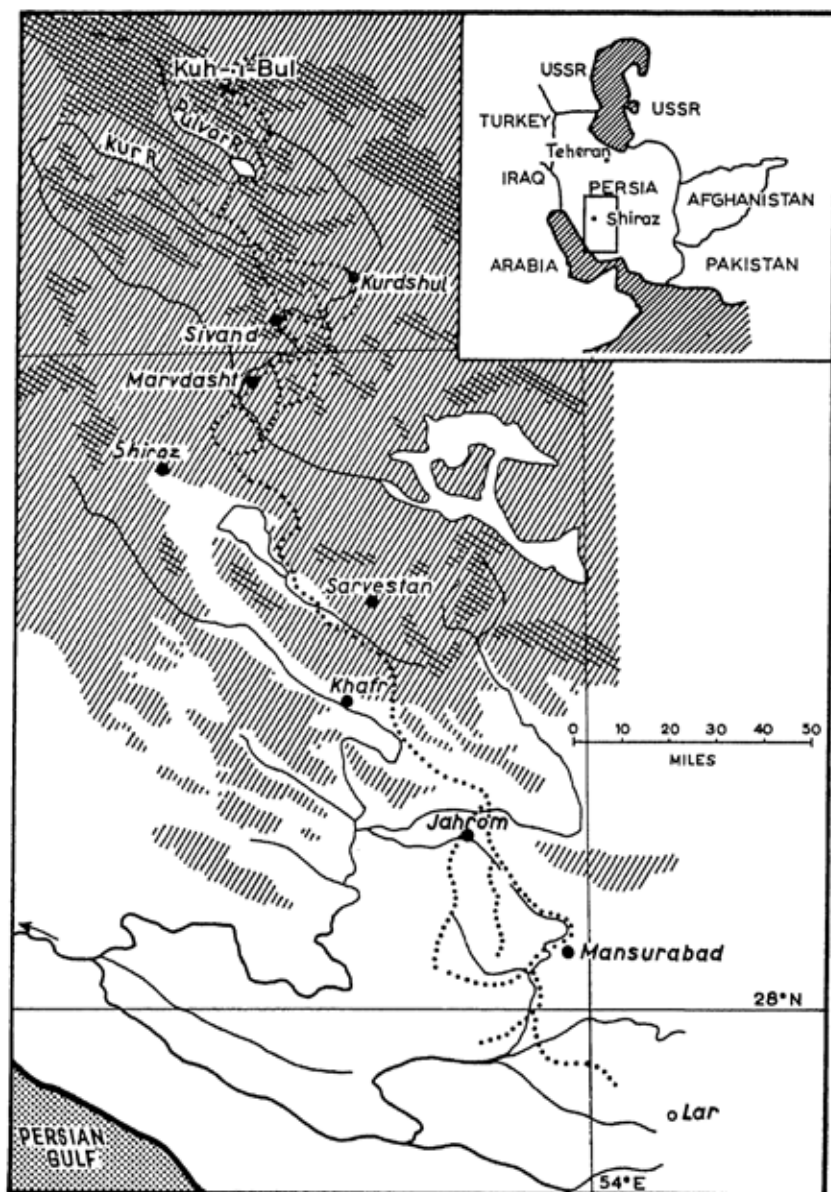 Kuh-i-Bul
Pulvar R
Kur R
Kurdshul
Sivand
Marvdasht
Shiraz
Sarvestan
Khafr
Jahrom
Mansurabad
28°N
Lar
54°E
PERSIAN
GULF
0 10 20 30 40 50
MILES
USSR
USSR
TURKEY
Teheran
IRAQ
PERSIA
AFGHANISTAN
Shiraz
ARABIA
PAKISTAN